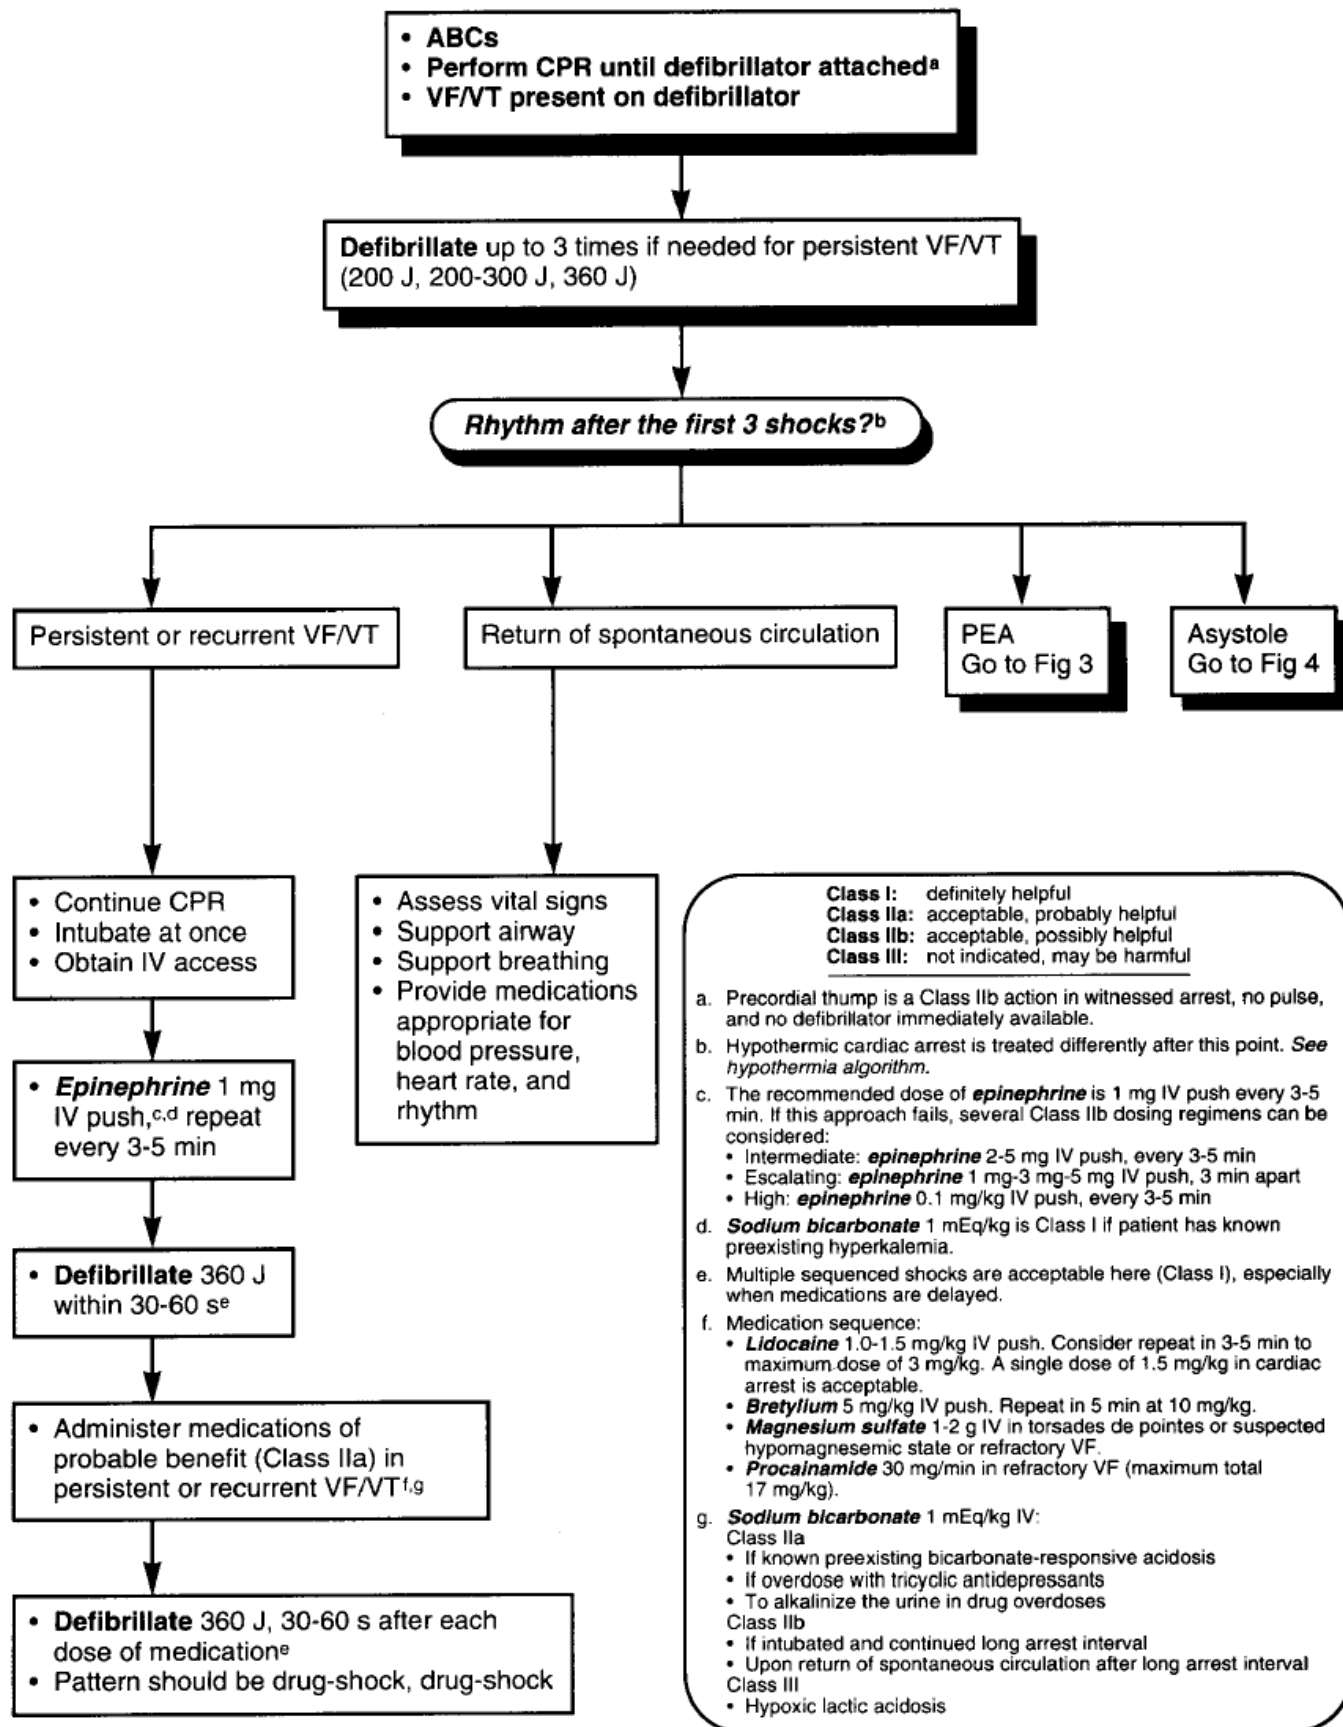 • ABCs
• Perform CPR until defibrillator attachedᵃ
• VF/VT present on defibrillator
Defibrillate up to 3 times if needed for persistent VF/VT
(200 J, 200-300 J, 360 J)
Rhythm after the first 3 shocks?ᵇ
Persistent or recurrent VF/VT
Return of spontaneous circulation
PEA
Go to Fig 3
Asystole
Go to Fig 4
• Continue CPR
• Intubate at once
• Obtain IV access
• Epinephrine 1 mg
IV push,ᶜ,ᵈ repeat
every 3-5 min
• Defibrillate 360 J
within 30-60 sᵉ
• Administer medications of
probable benefit (Class IIa) in
persistent or recurrent VF/VTᶠ,ᵍ
• Defibrillate 360 J, 30-60 s after each
dose of medicationᵉ
• Pattern should be drug-shock, drug-shock
• Assess vital signs
• Support airway
• Support breathing
• Provide medications
appropriate for
blood pressure,
heart rate, and
rhythm
Class I: definitely helpful
Class IIa: acceptable, probably helpful
Class IIb: acceptable, possibly helpful
Class III: not indicated, may be harmful
a. Precordial thump is a Class IIb action in witnessed arrest, no pulse,
and no defibrillator immediately available.
b. Hypothermic cardiac arrest is treated differently after this point. See
hypothermia algorithm.
c. The recommended dose of epinephrine is 1 mg IV push every 3-5
min. If this approach fails, several Class IIb dosing regimens can be
considered:
• Intermediate: epinephrine 2-5 mg IV push, every 3-5 min
• Escalating: epinephrine 1 mg-3 mg-5 mg IV push, 3 min apart
• High: epinephrine 0.1 mg/kg IV push, every 3-5 min
d. Sodium bicarbonate 1 mEq/kg is Class I if patient has known
preexisting hyperkalemia.
e. Multiple sequenced shocks are acceptable here (Class I), especially
when medications are delayed.
f. Medication sequence:
• Lidocaine 1.0-1.5 mg/kg IV push. Consider repeat in 3-5 min to
maximum dose of 3 mg/kg. A single dose of 1.5 mg/kg in cardiac
arrest is acceptable.
• Bretylium 5 mg/kg IV push. Repeat in 5 min at 10 mg/kg.
• Magnesium sulfate 1-2 g IV in torsades de pointes or suspected
hypomagnesemic state or refractory VF.
• Procainamide 30 mg/min in refractory VF (maximum total
17 mg/kg).
g. Sodium bicarbonate 1 mEq/kg IV:
Class IIa
• If known preexisting bicarbonate-responsive acidosis
• If overdose with tricyclic antidepressants
• To alkalinize the urine in drug overdoses
Class IIb
• If intubated and continued long arrest interval
• Upon return of spontaneous circulation after long arrest interval
Class III
• Hypoxic lactic acidosis